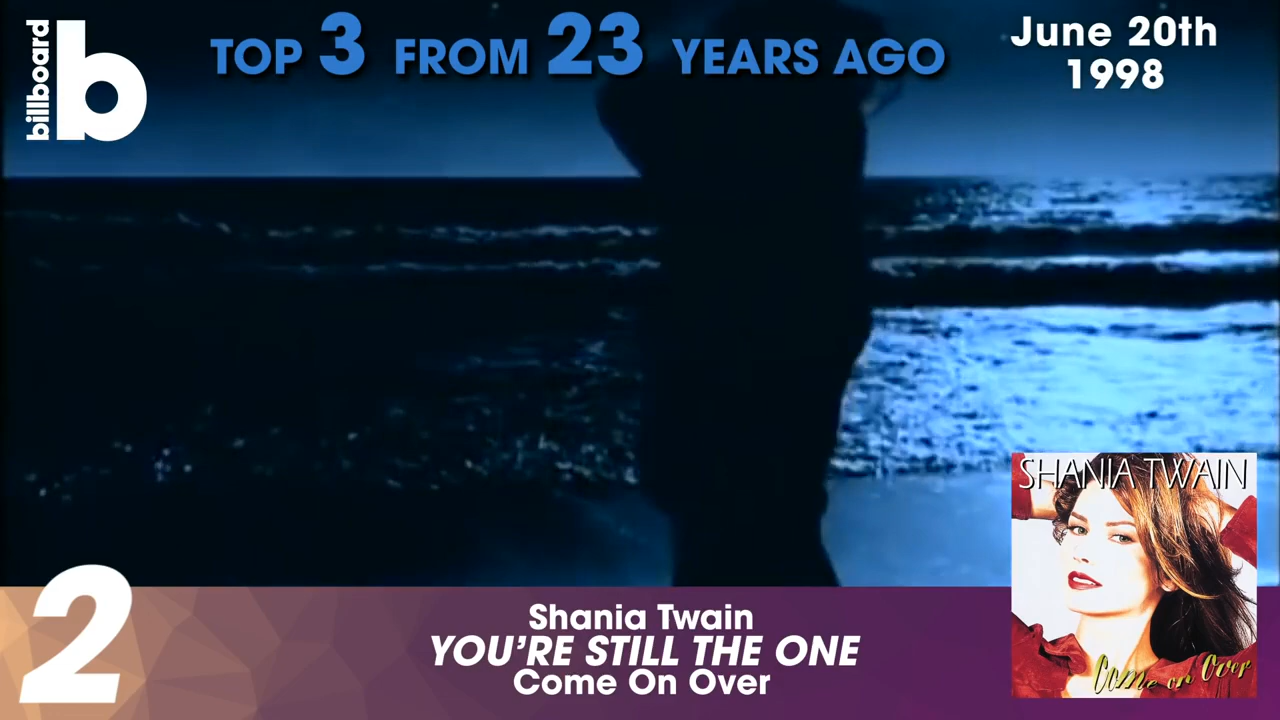 billboard
b
TOP 3 FROM 23 YEARS AGO
June 20th
1998
2
Shania Twain
YOU'RE STILL THE ONE
Come On Over
SHANIA TWAIN
Come on Over